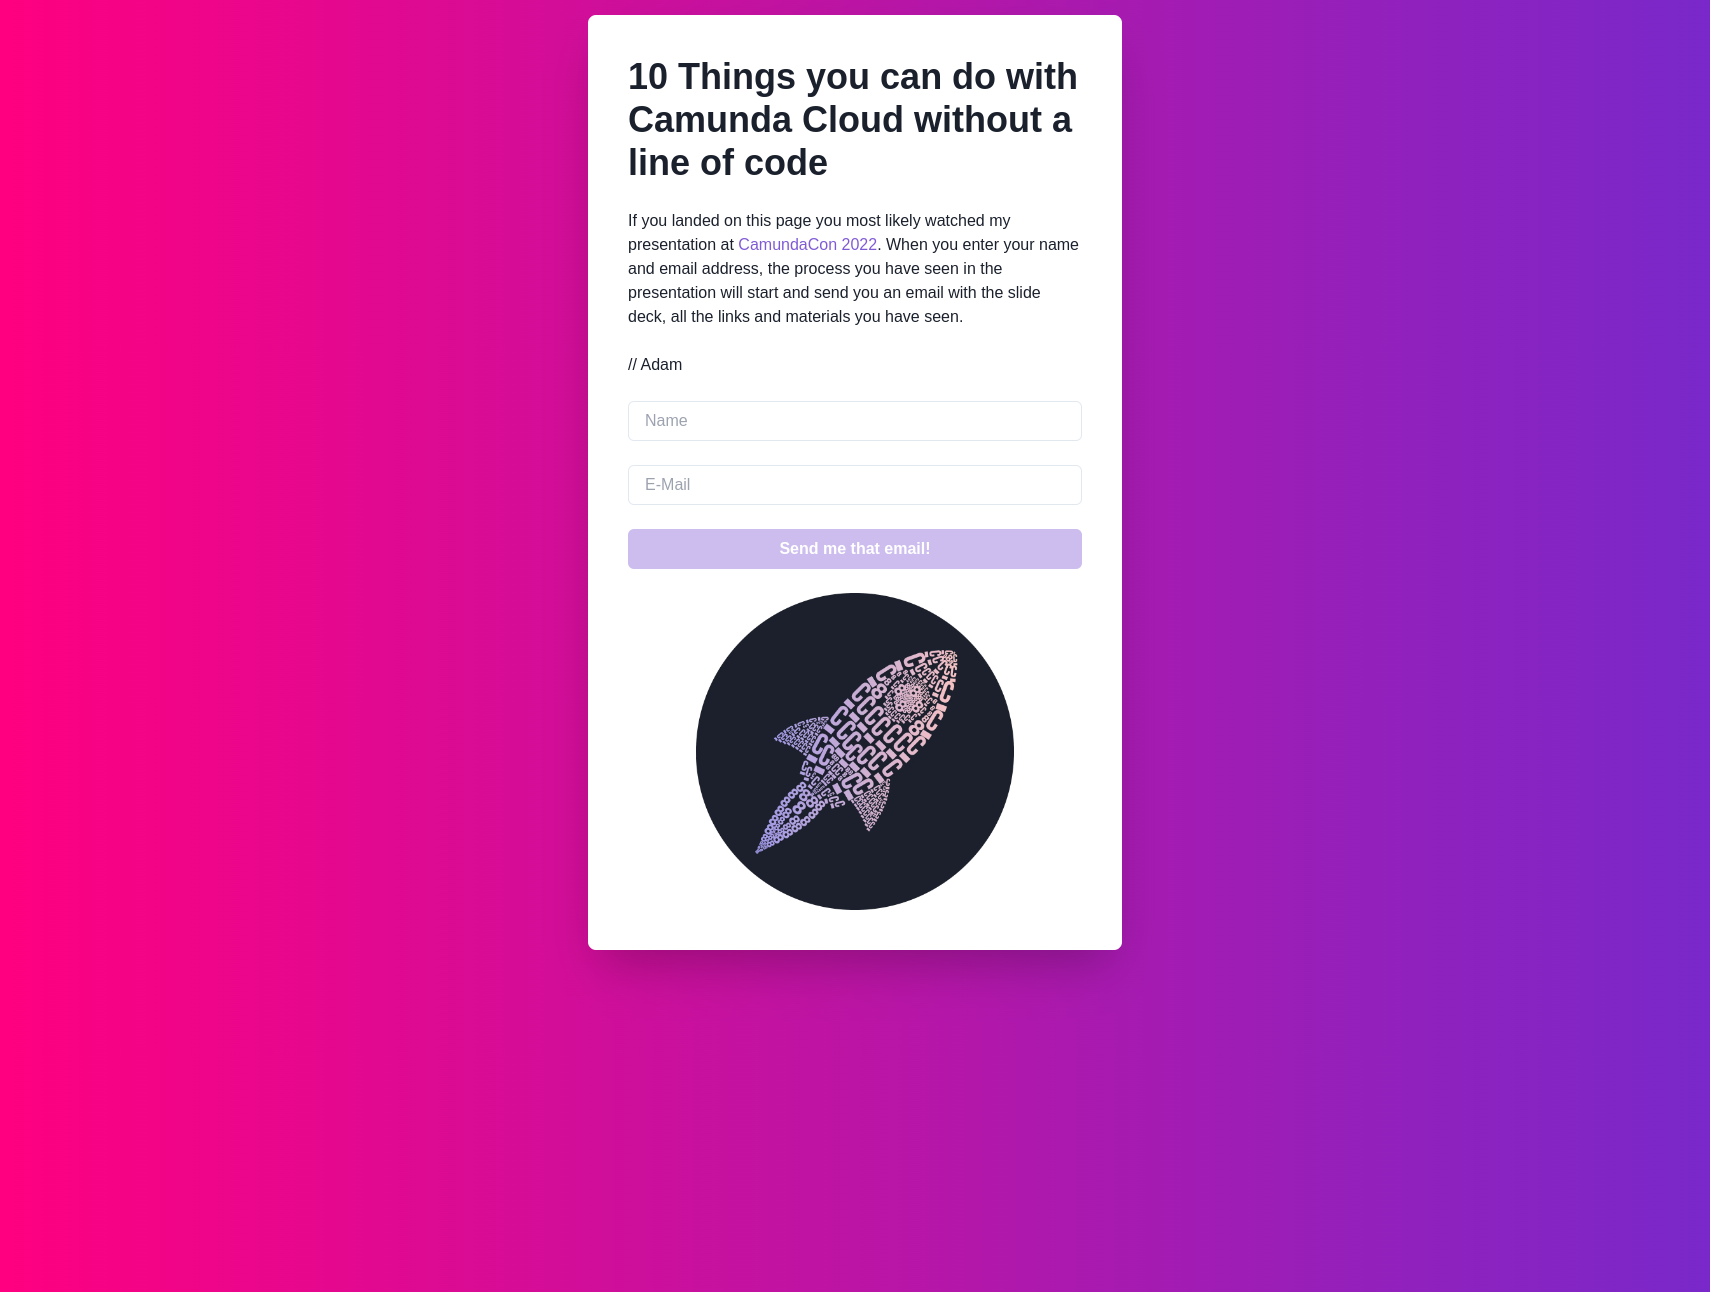 10 Things you can do with
Camunda Cloud without a
line of code
If you landed on this page you most likely watched my
presentation at CamundaCon 2022. When you enter your name
and email address, the process you have seen in the
presentation will start and send you an email with the slide
deck, all the links and materials you have seen.
// Adam
Name
E-Mail
Send me that email!